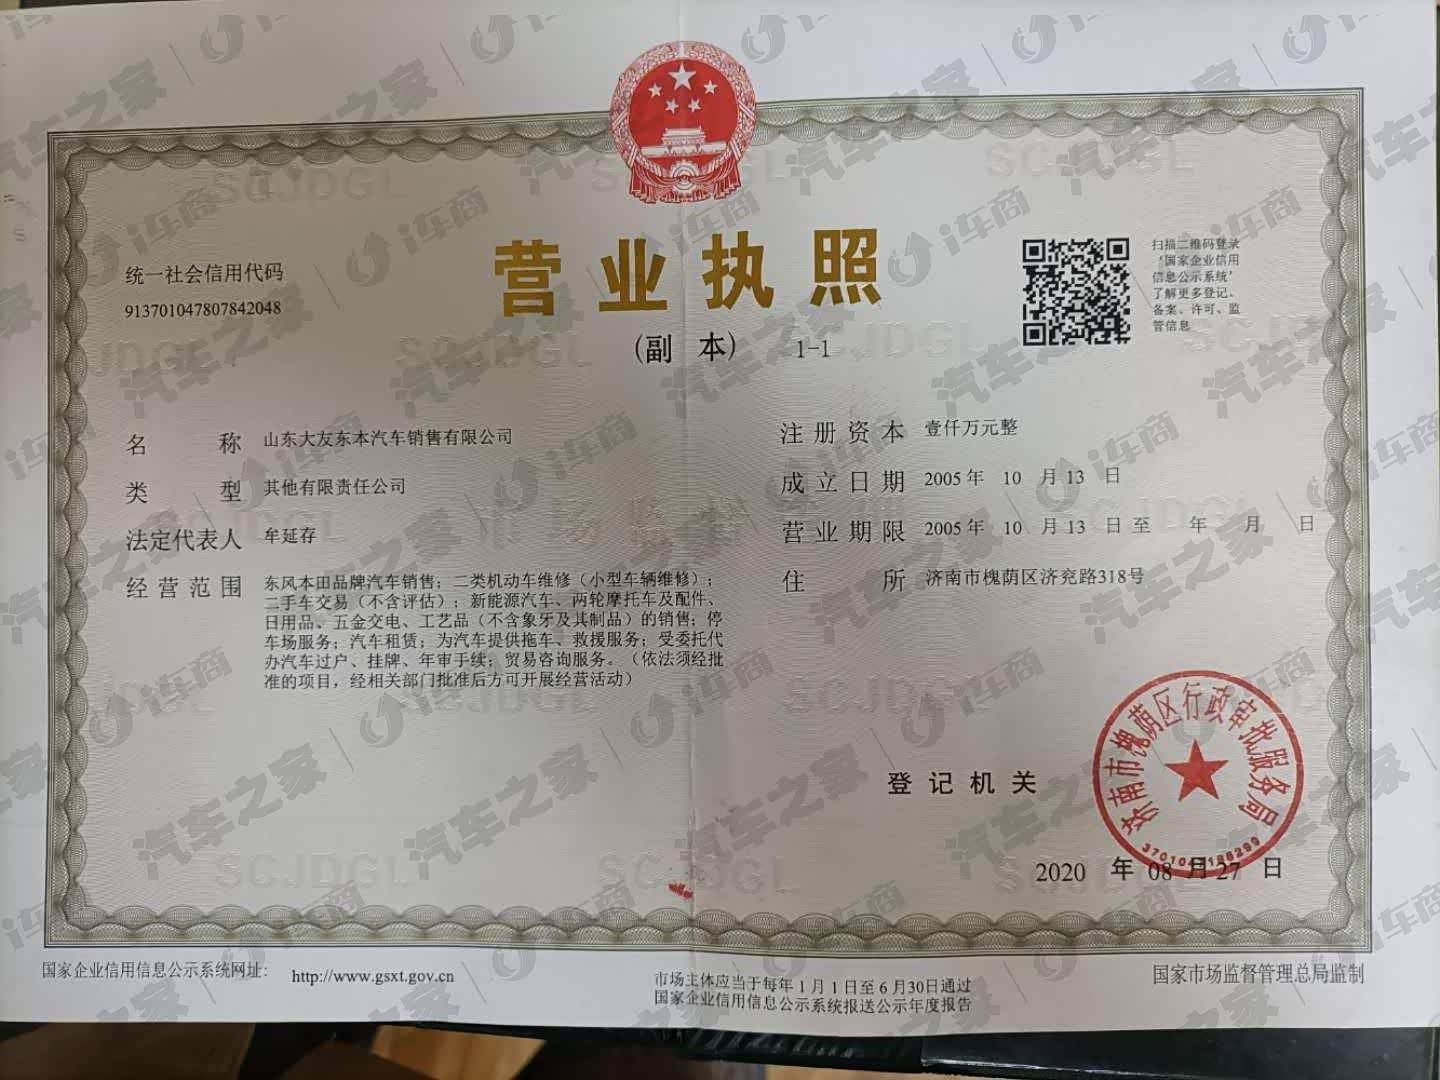 营业执照
(副 本) 1-1
统一社会信用代码
913701047807842048
扫描二维码登录
‘国家企业信用
信息公示系统’
了解更多登记、
备案、许可、监
管信息
名 称 山东大友东本汽车销售有限公司
类 型 其他有限责任公司
法定代表人 牟延存
经营范围 东风本田品牌汽车销售；二类机动车维修（小型车辆维修）；
二手车交易（不含评估）；新能源汽车、两轮摩托车及配件、
日用品、五金交电、工艺品（不含象牙及其制品）的销售；停
车场服务；汽车租赁；为汽车提供拖车、救援服务；受委托代
办汽车过户、挂牌、年审手续；贸易咨询服务。（依法须经批
准的项目，经相关部门批准后方可开展经营活动）
注册资本 壹仟万元整
成立日期 2005年 10 月13 日
营业期限 2005年 10 月13 日至 年 月 日
住 所 济南市槐荫区济兖路318号
登记机关
济南市槐荫区行政审批服务局
2020 年 08 月 27 日
国家企业信用信息公示系统网址： http://www.gsxt.gov.cn
市场主体应当于每年1月1日至6月30日通过
国家企业信用信息公示系统报送公示年度报告
国家市场监督管理总局监制
SCJDGL
汽车之家 | i车商